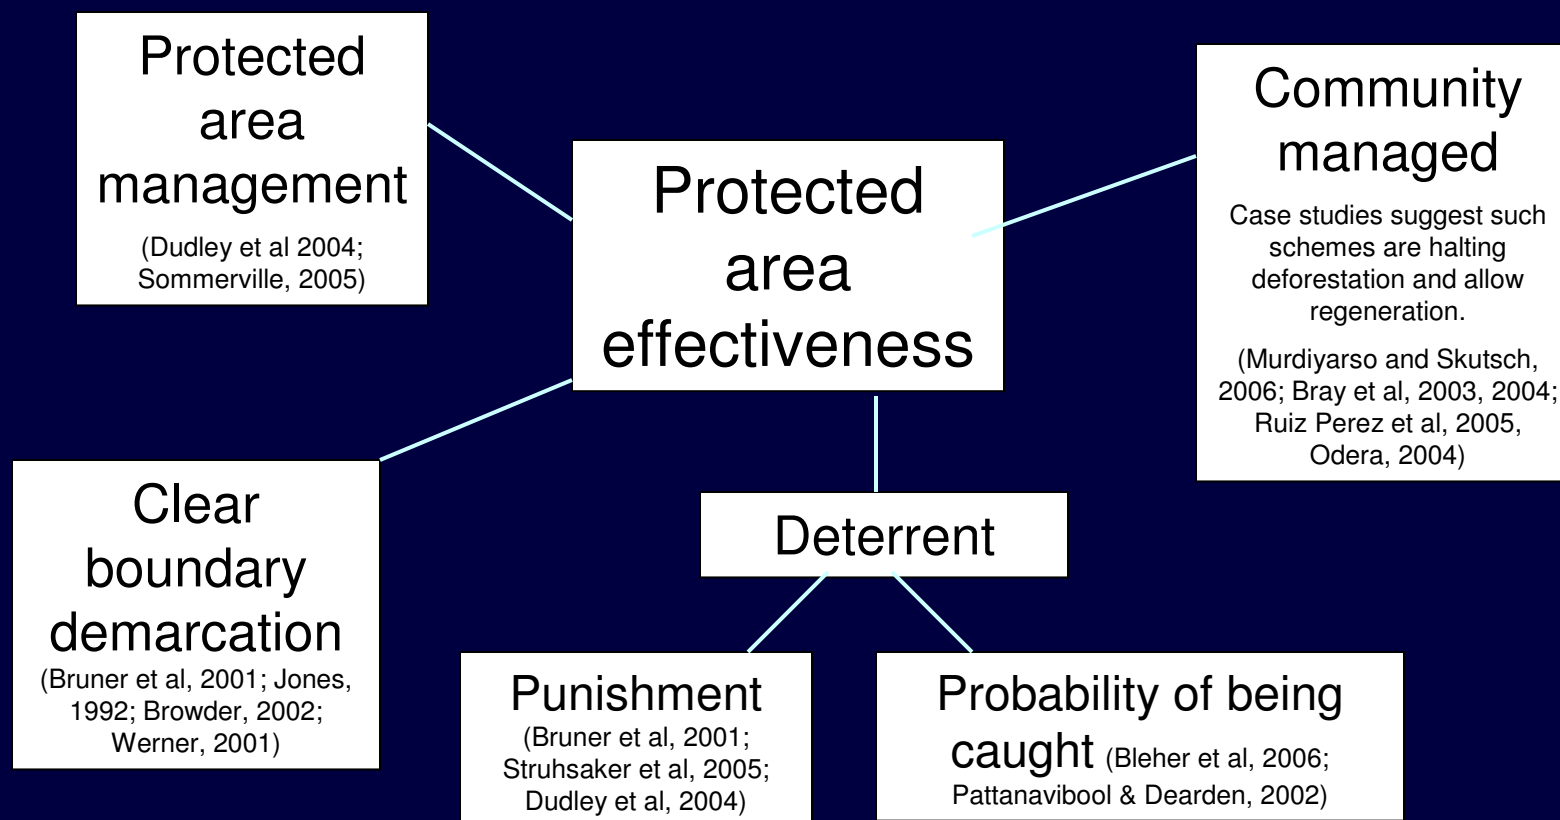 Protected
area
management
(Dudley et al 2004;
Sommerville, 2005)
Protected
area
effectiveness
Community
managed
Case studies suggest such
schemes are halting
deforestation and allow
regeneration.
(Murdiyarso and Skutsch,
2006; Bray et al, 2003, 2004;
Ruiz Perez et al, 2005,
Odera, 2004)
Clear
boundary
demarcation
(Bruner et al, 2001; Jones,
1992; Browder, 2002;
Werner, 2001)
Deterrent
Punishment
(Bruner et al, 2001;
Struhsaker et al, 2005;
Dudley et al, 2004)
Probability of being
caught (Bleher et al, 2006;
Pattanavibool & Dearden, 2002)